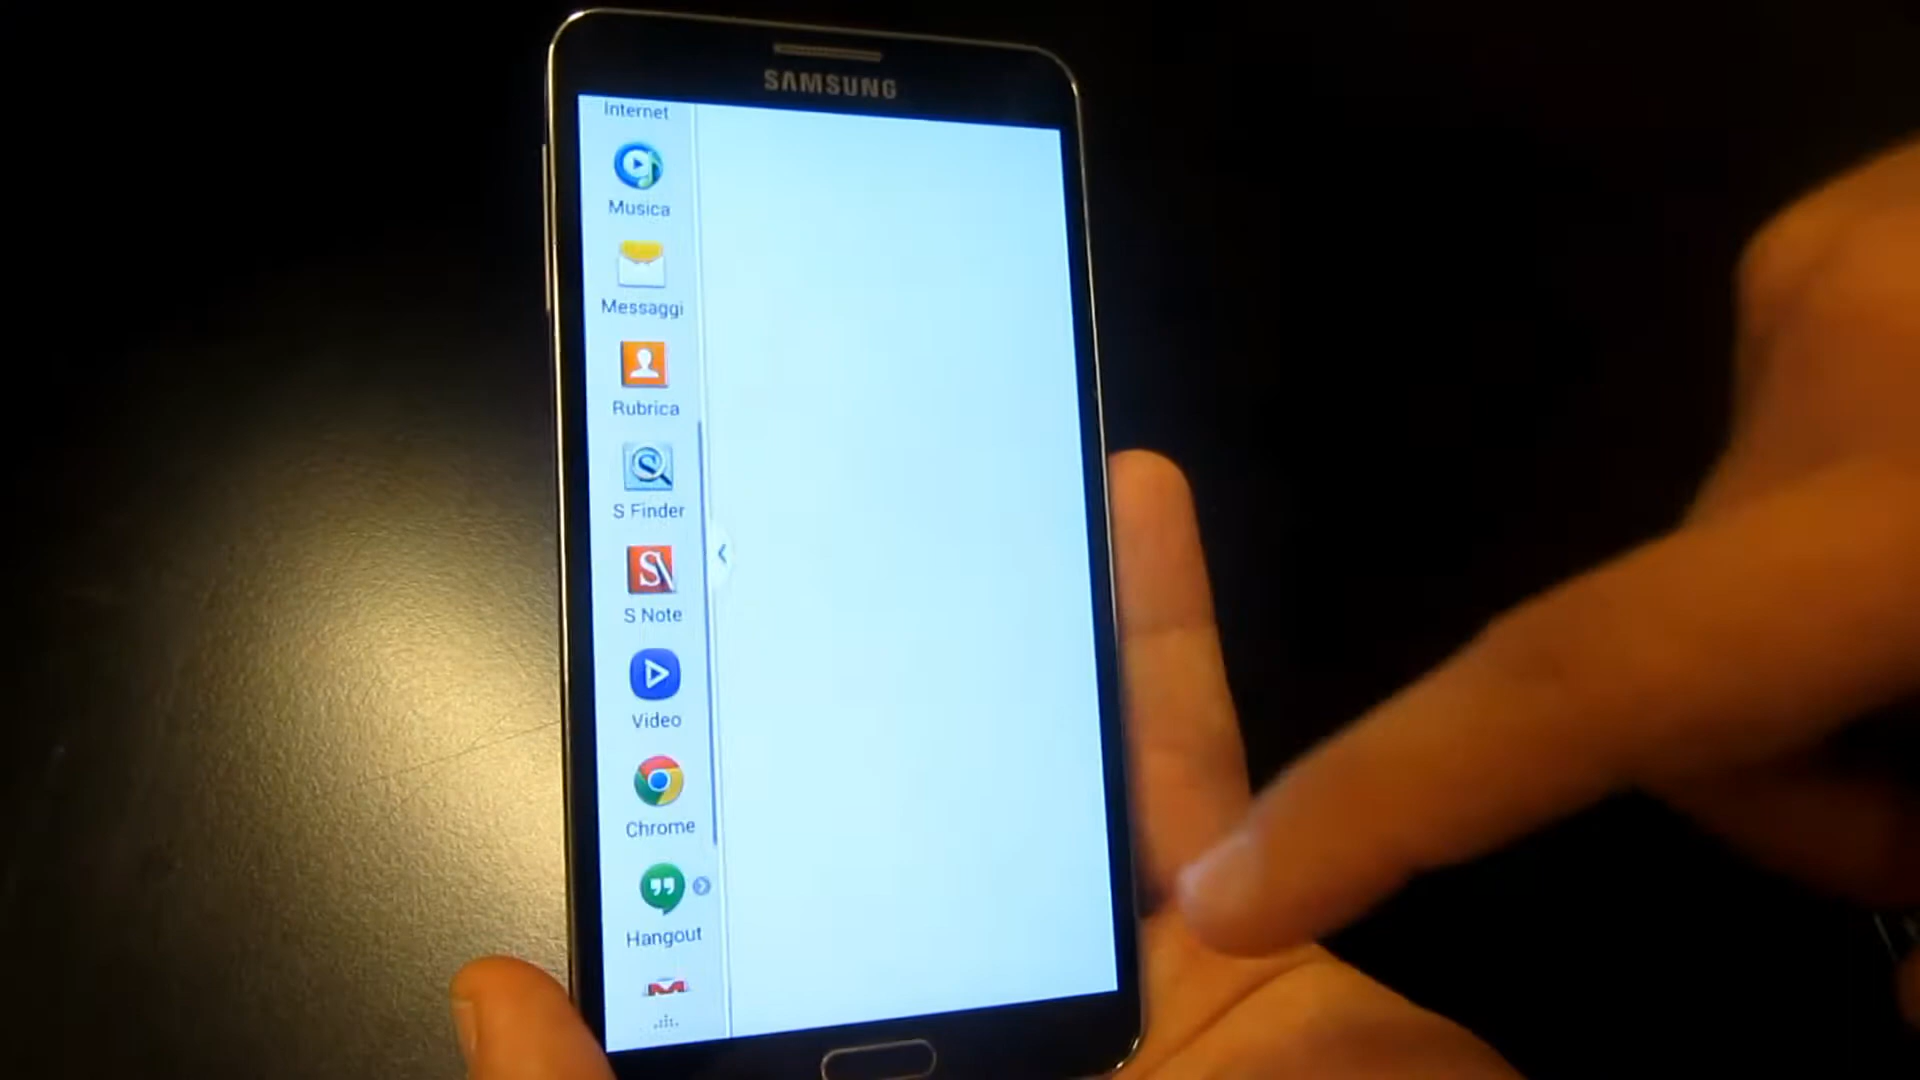 SAMSUNG
Internet
Musica
Messaggi
Rubrica
S Finder
S Note
Video
Chrome
Hangout